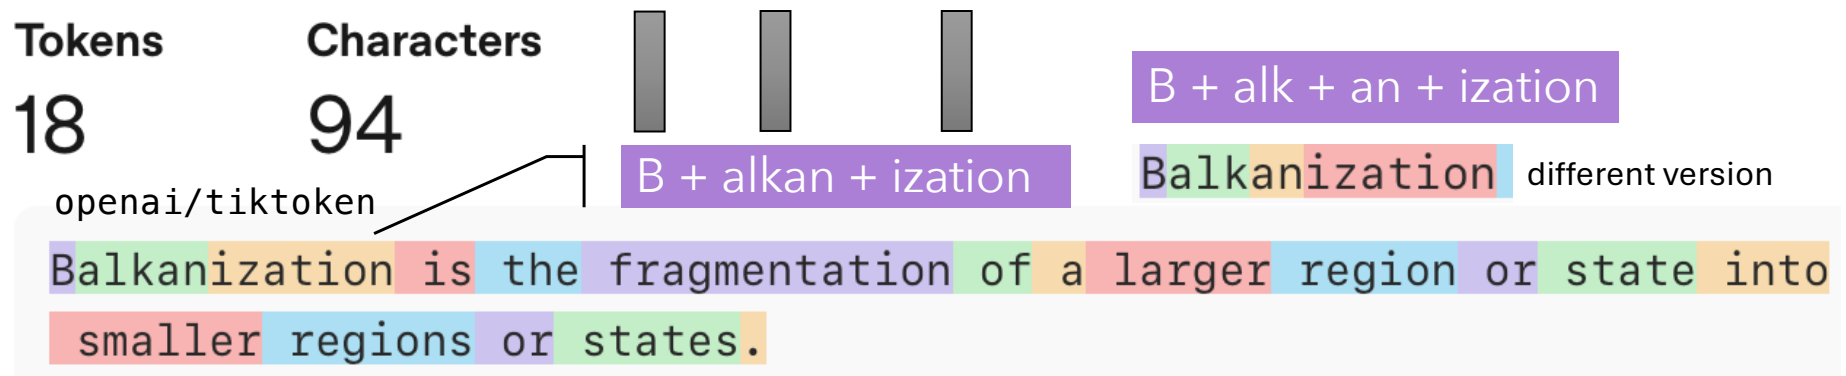 Tokens
Characters
18
94
openai/tiktoken
B + alkan + ization
B + alk + an + ization
Balkanization
different version
Balkanization is the fragmentation of a larger region or state into
smaller regions or states.